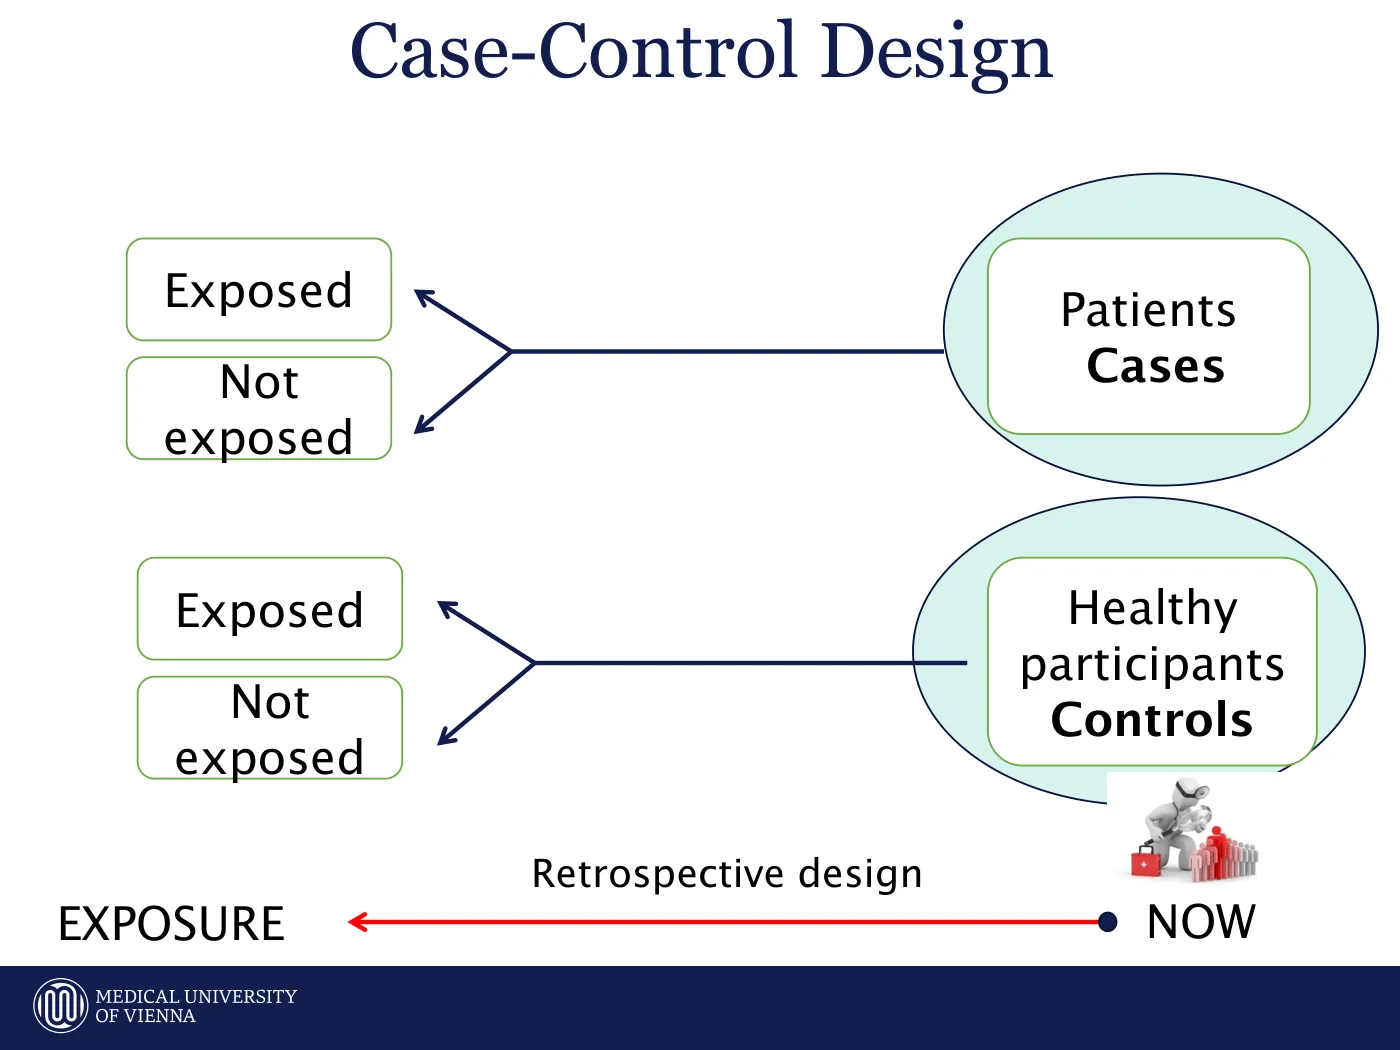 Case-Control Design
Exposed
Not
exposed
Patients
Cases
Exposed
Not
exposed
Healthy
participants
Controls
Retrospective design
EXPOSURE
NOW
MEDICAL UNIVERSITY
OF VIENNA